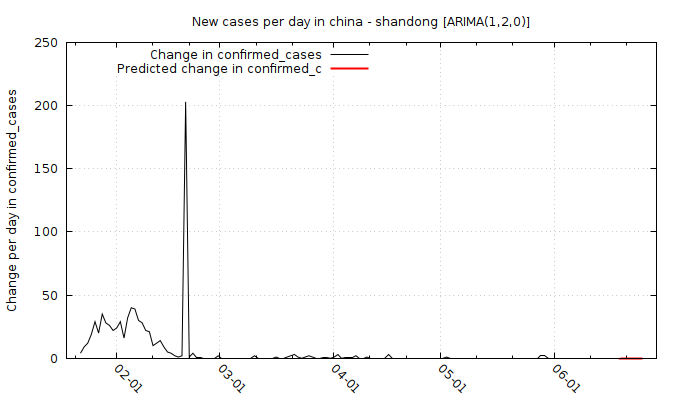 New cases per day in china - shandong [ARIMA(1,2,0)]
Change in confirmed_cases
Predicted change in confirmed_c
Change per day in confirmed_cases
250
200
150
100
50
0
02-01
03-01
04-01
05-01
06-01